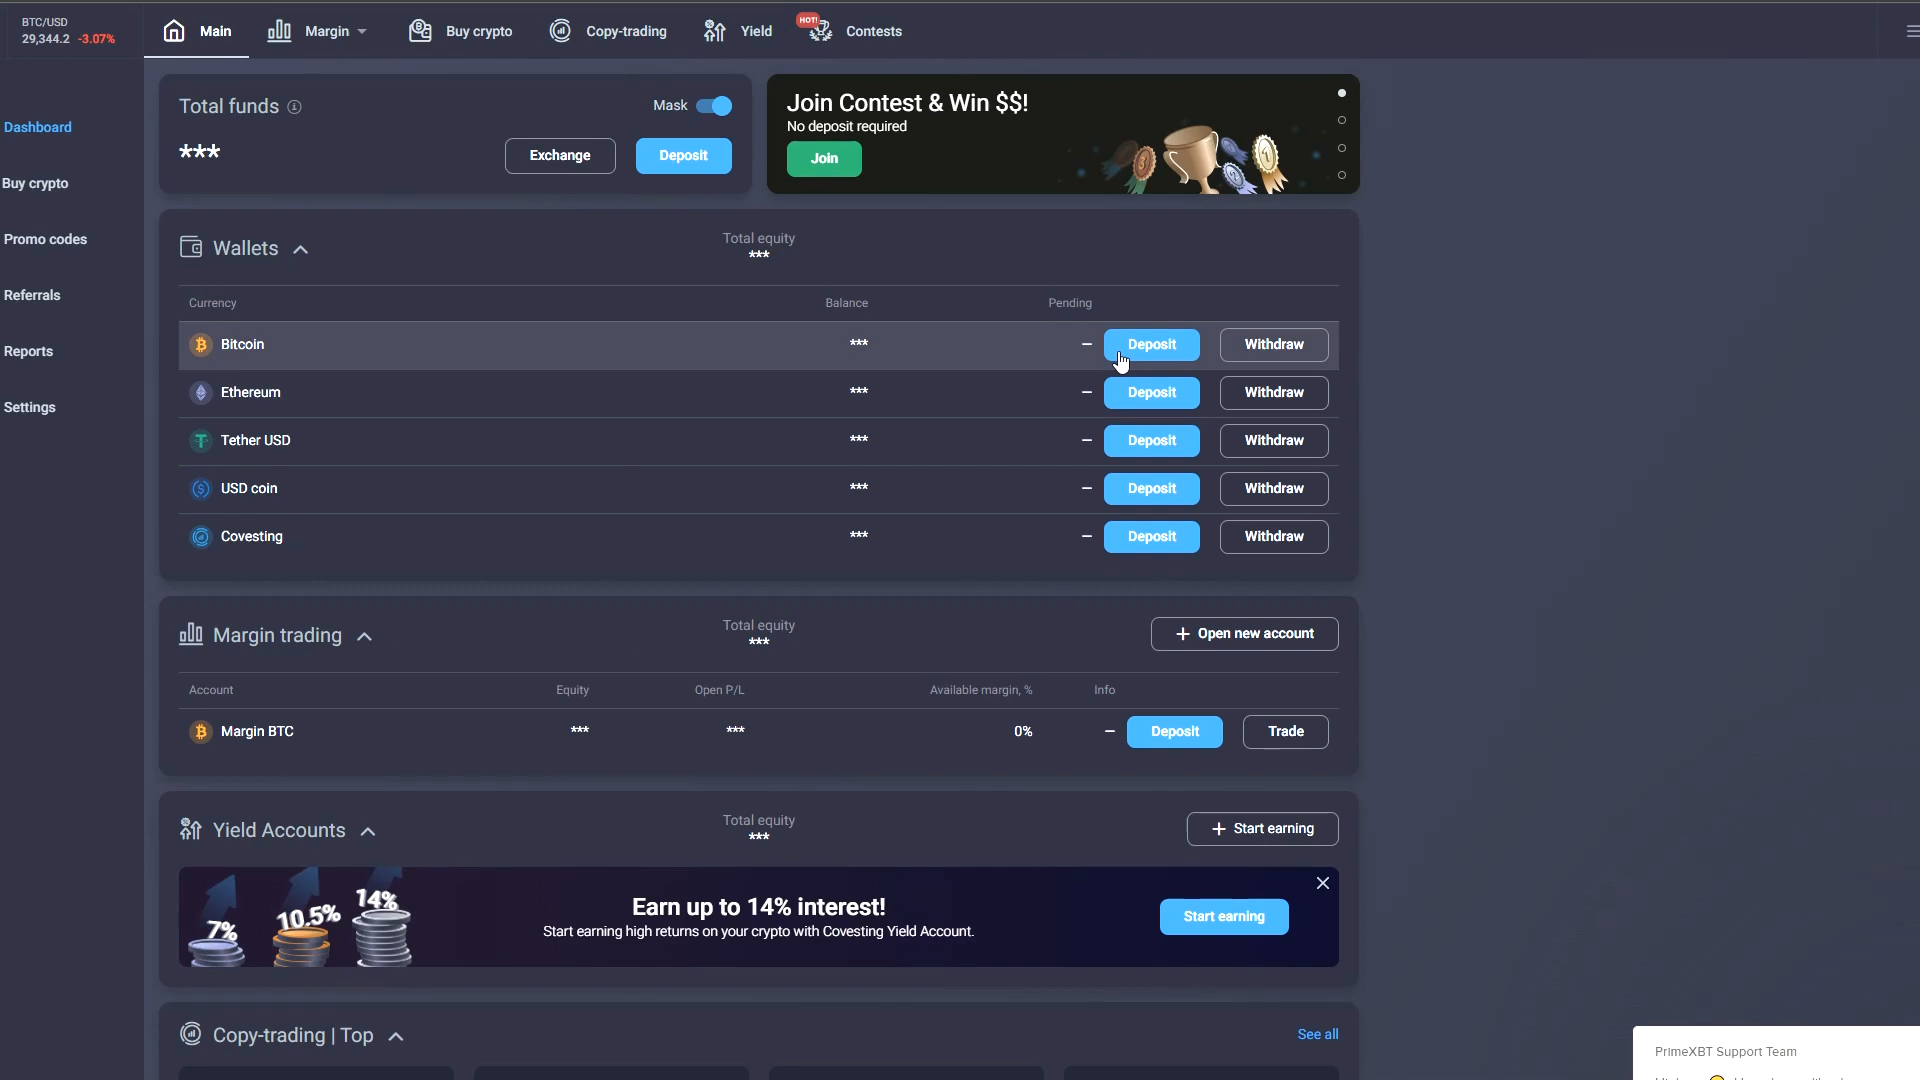 BTC/USD
29,344.2 -3.07%
Main
Margin
Buy crypto
Copy-trading
Yield
HOT!
Contests
Dashboard
Buy crypto
Promo codes
Referrals
Reports
Settings
Total funds
Mask
***
Exchange
Deposit
Join Contest & Win $$!
No deposit required
Join
Wallets
Total equity
***
Currency Balance Pending
Bitcoin *** – Deposit Withdraw
Ethereum *** – Deposit Withdraw
Tether USD *** – Deposit Withdraw
USD coin *** – Deposit Withdraw
Covesting *** – Deposit Withdraw
Margin trading
Total equity
***
+ Open new account
Account Equity Open P/L Available margin, % Info
Margin BTC *** *** 0% – Deposit Trade
Yield Accounts
Total equity
***
+ Start earning
7% 10.5% 14%
Earn up to 14% interest!
Start earning high returns on your crypto with Covesting Yield Account.
Start earning
Copy-trading | Top
See all
PrimeXBT Support Team